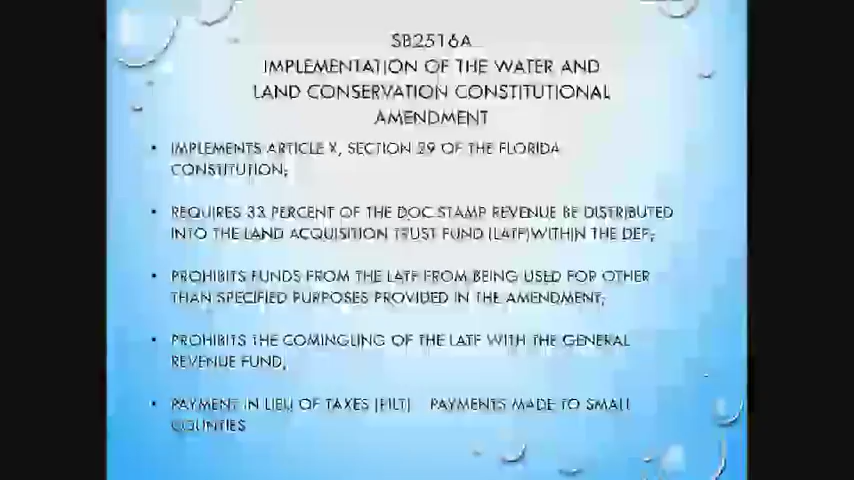 SB2516A
IMPLEMENTATION OF THE WATER AND
LAND CONSERVATION CONSTITUTIONAL
AMENDMENT
• IMPLEMENTS ARTICLE X, SECTION 29 OF THE FLORIDA
CONSTITUTION;
• REQUIRES 33 PERCENT OF THE DOC STAMP REVENUE BE DISTRIBUTED
INTO THE LAND ACQUISITION TRUST FUND (LATF)WITHIN THE DEP;
• PROHIBITS FUNDS FROM THE LATF FROM BEING USED FOR OTHER
THAN SPECIFIED PURPOSES PROVIDED IN THE AMENDMENT;
• PROHIBITS THE COMINGLING OF THE LATF WITH THE GENERAL
REVENUE FUND;
• PAYMENT IN LIEU OF TAXES (PILT) PAYMENTS MADE TO SMALL
COUNTIES